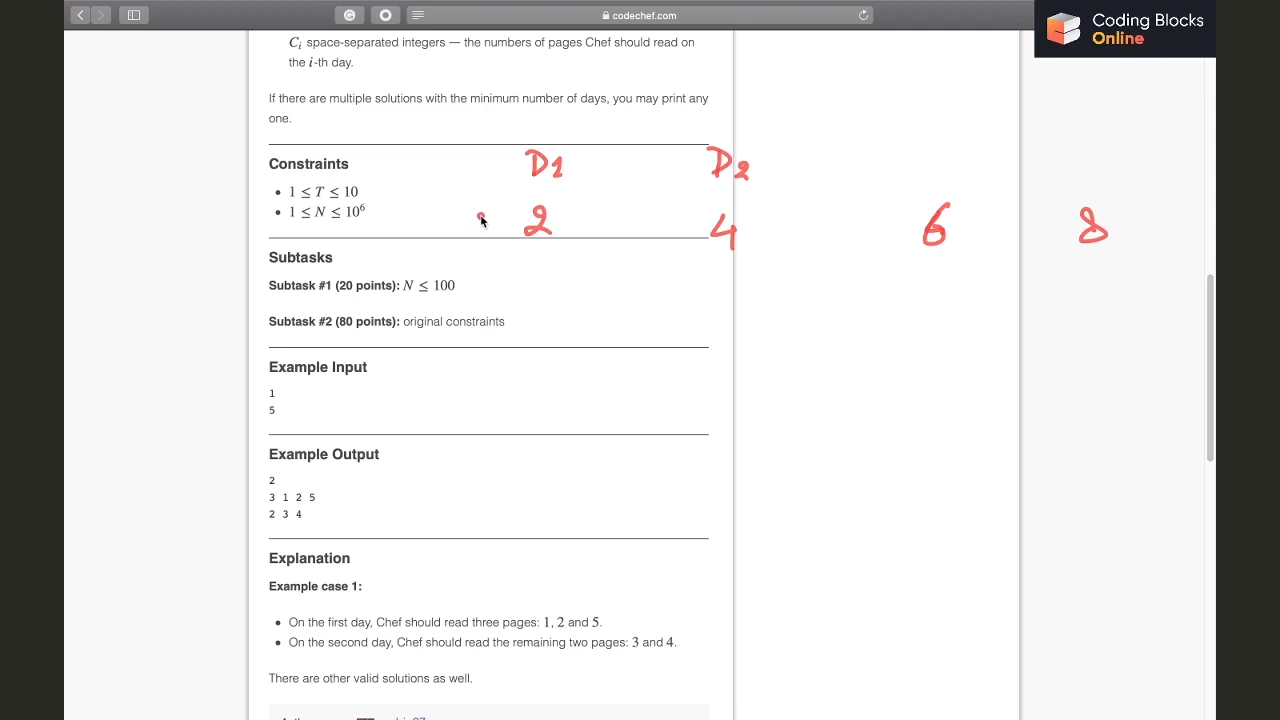 codechef.com
Coding Blocks
Online
C_i space-separated integers — the numbers of pages Chef should read on
the i-th day.
If there are multiple solutions with the minimum number of days, you may print any
one.
Constraints
D1 D2
• 1 ≤ T ≤ 10
• 1 ≤ N ≤ 10^6
2 4 6 8
Subtasks
Subtask #1 (20 points): N ≤ 100
Subtask #2 (80 points): original constraints
Example Input
1
5
Example Output
2
3 1 2 5
2 3 4
Explanation
Example case 1:
• On the first day, Chef should read three pages: 1, 2 and 5.
• On the second day, Chef should read the remaining two pages: 3 and 4.
There are other valid solutions as well.